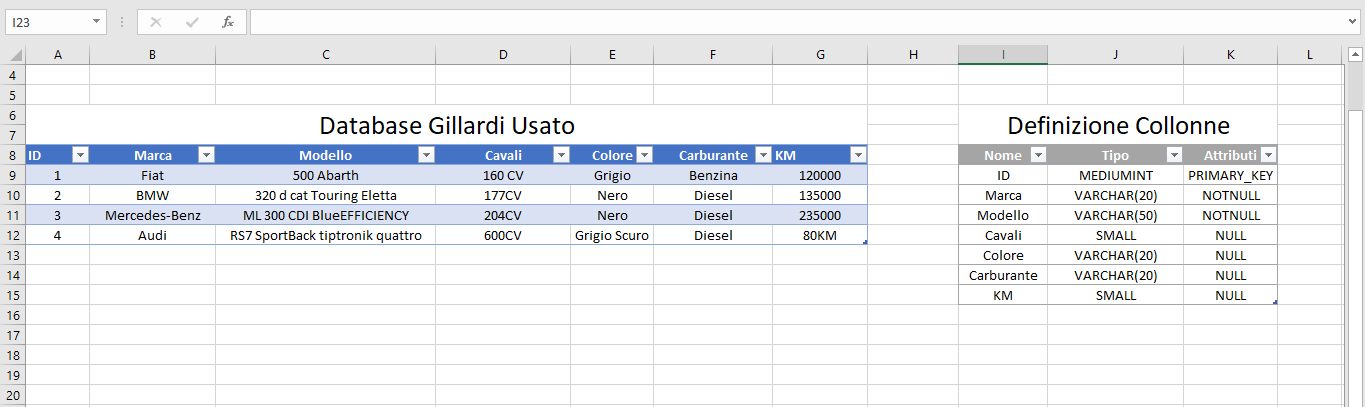 I23
fx
A B C D E F G H I J K L
4
5
6
Database Gillardi Usato Definizione Collonne
7
8 ID Marca Modello Cavali Colore Carburante KM Nome Tipo Attributi
9 1 Fiat 500 Abarth 160 CV Grigio Benzina 120000 ID MEDIUMINT PRIMARY_KEY
10 2 BMW 320 d cat Touring Eletta 177CV Nero Diesel 135000 Marca VARCHAR(20) NOTNULL
11 3 Mercedes-Benz ML 300 CDI BlueEFFICIENCY 204CV Nero Diesel 235000 Modello VARCHAR(50) NOTNULL
12 4 Audi RS7 SportBack tiptronik quattro 600CV Grigio Scuro Diesel 80KM Cavali SMALL NULL
13 Colore VARCHAR(20) NULL
14 Carburante VARCHAR(20) NULL
15 KM SMALL NULL
16
17
18
19
20